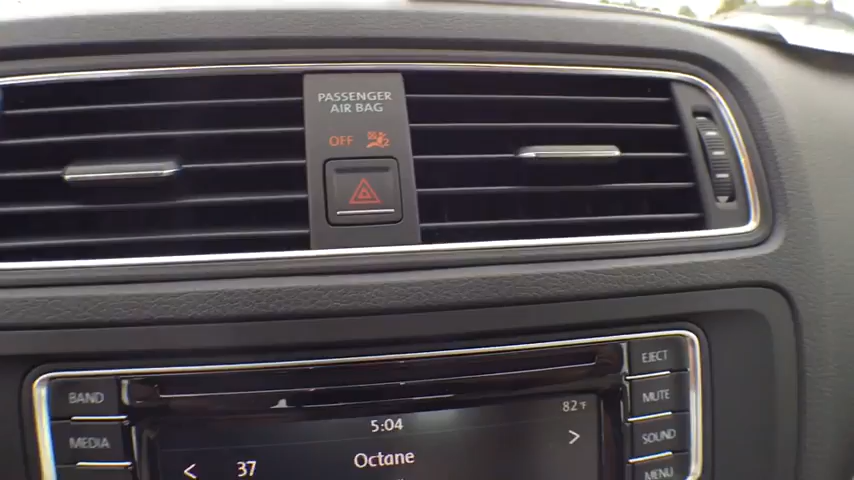 PASSENGER
AIR BAG
OFF
EJECT
BAND
MUTE
82°F
5:04
MEDIA
SOUND
< 37 Octane >
MENU